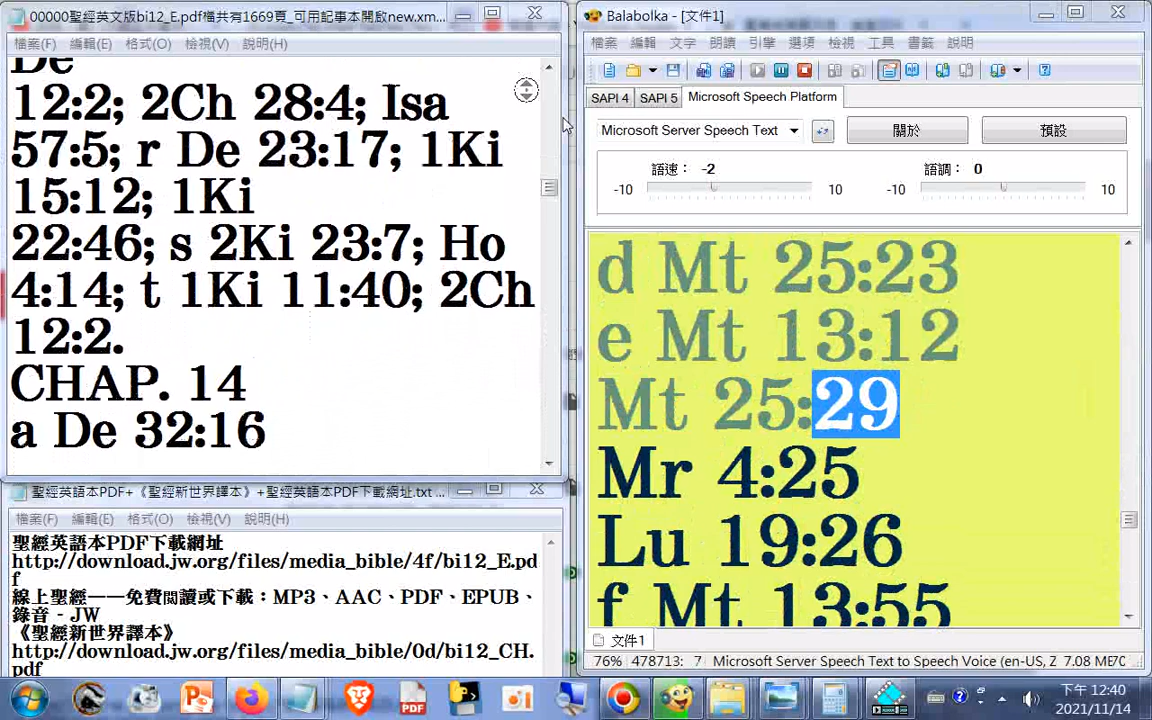 00000聖經英文版bi12_E.pdf檔共有1669頁_可用記事本開啟new.xm...
檔案(F) 編輯(E) 格式(O) 檢視(V) 說明(H)
De
12:2; 2Ch 28:4; Isa
57:5; r De 23:17; 1Ki
15:12; 1Ki
22:46; s 2Ki 23:7; Ho
4:14; t 1Ki 11:40; 2Ch
12:2.
CHAP. 14
a De 32:16
聖經英語本PDF+《聖經新世界譯本》+聖經英語本PDF下載網址.txt ...
檔案(F) 編輯(E) 格式(O) 檢視(V) 說明(H)
聖經英語本PDF下載網址
http://download.jw.org/files/media_bible/4f/bi12_E.pd
f
線上聖經——免費閱讀或下載：MP3、AAC、PDF、EPUB、
錄音 - JW
《聖經新世界譯本》
http://download.jw.org/files/media_bible/0d/bi12_CH.
pdf
Balabolka - [文件1]
檔案 編輯 文字 朗讀 引擎 選項 檢視 工具 書籤 說明
SAPI 4 SAPI 5 Microsoft Speech Platform
Microsoft Server Speech Text 關於 預設
語速： -2 語調： 0
-10 10 -10 10
d Mt 25:23
e Mt 13:12
Mt 25:29
Mr 4:25
Lu 19:26
f Mt 13:55
文件1
76% 478713: 7 Microsoft Server Speech Text to Speech Voice (en-US, Z 7.08 ME
PDF
下午 12:40
2021/11/14